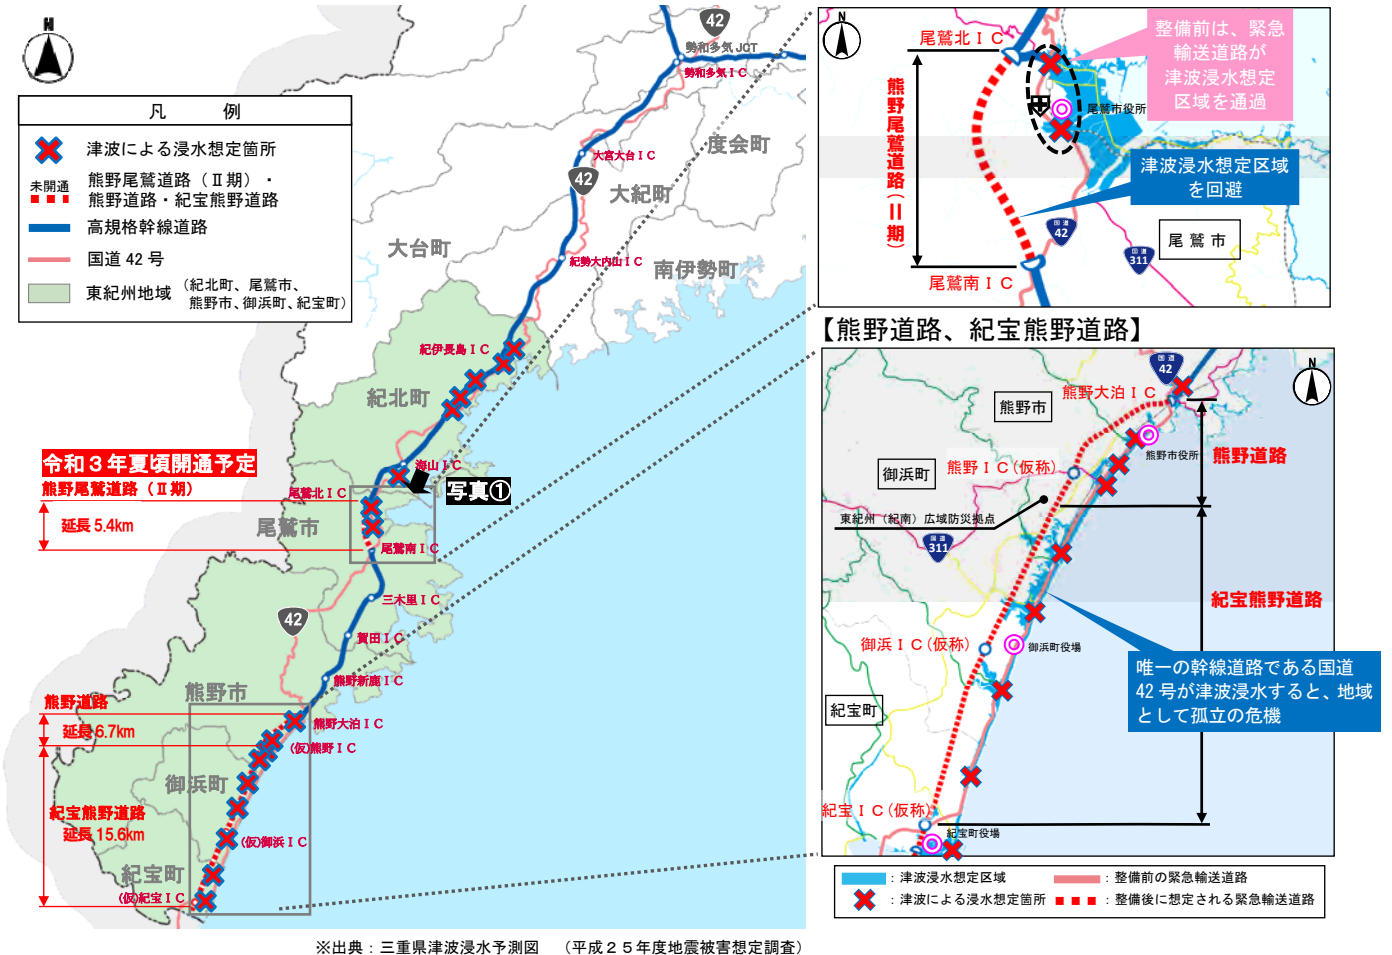 N
凡　例
津波による浸水想定箇所
未開通
熊野尾鷲道路（Ⅱ期）・
熊野道路・紀宝熊野道路
高規格幹線道路
国道42号
東紀州地域
（紀北町、尾鷲市、
熊野市、御浜町、紀宝町）
42
勢和多気JCT
勢和多気IC
度会町
大宮大台IC
42
大紀町
大台町
紀勢大内山IC
南伊勢町
紀伊長島IC
紀北町
海山IC
写真①
令和３年夏頃開通予定
熊野尾鷲道路（Ⅱ期）
延長5.4km
尾鷲北IC
尾鷲市
尾鷲南IC
三木里IC
42
賀田IC
熊野新鹿IC
熊野市
熊野道路
延長6.7km
熊野大泊IC
(仮)熊野IC
御浜町
紀宝熊野道路
延長15.6km
(仮)御浜IC
紀宝町
(仮)紀宝IC
N
尾鷲北IC
整備前は、緊急
輸送道路が
津波浸水想定
区域を通過
熊野尾鷲道路（Ⅱ期）
尾鷲市役所
津波浸水想定区域
を回避
国道
42
国道
311
尾鷲市
尾鷲南IC
【熊野道路、紀宝熊野道路】
国道
42
N
熊野大泊IC
熊野市
熊野市役所
熊野道路
御浜町
熊野IC(仮称)
東紀州（紀南）広域防災拠点
国道
311
紀宝熊野道路
御浜IC(仮称)
御浜町役場
唯一の幹線道路である国道
42号が津波浸水すると、地域
として孤立の危機
紀宝町
紀宝IC(仮称)
紀宝町役場
：津波浸水想定区域
：整備前の緊急輸送道路
：津波による浸水想定箇所
：整備後に想定される緊急輸送道路
※出典：三重県津波浸水予測図　（平成２５年度地震被害想定調査）